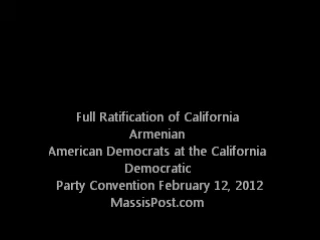 Full Ratification of California
Armenian
American Democrats at the California
Democratic
Party Convention February 12, 2012
MassisPost.com